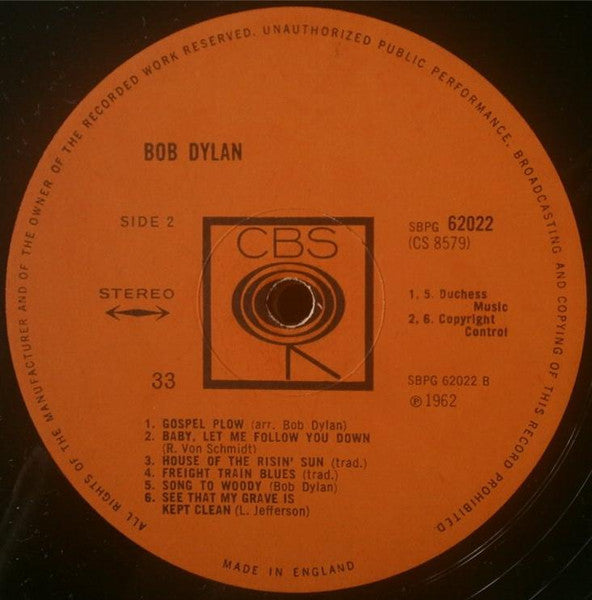 ALL RIGHTS OF THE MANUFACTURER AND OF THE OWNER OF THE RECORDED WORK RESERVED. UNAUTHORIZED PUBLIC PERFORMANCE, BROADCASTING AND COPYING OF THIS RECORD PROHIBITED
BOB DYLAN
SIDE 2
SBPG 62022
(CS 8579)
CBS
STEREO
1, 5. Duchess
Music
2, 6. Copyright
Control
33
SBPG 62022 B
℗ 1962
1. GOSPEL PLOW (arr. Bob Dylan)
2. BABY, LET ME FOLLOW YOU DOWN
(R. Von Schmidt)
3. HOUSE OF THE RISIN' SUN (trad.)
4. FREIGHT TRAIN BLUES (trad.)
5. SONG TO WOODY (Bob Dylan)
6. SEE THAT MY GRAVE IS
KEPT CLEAN (L. Jefferson)
MADE IN ENGLAND